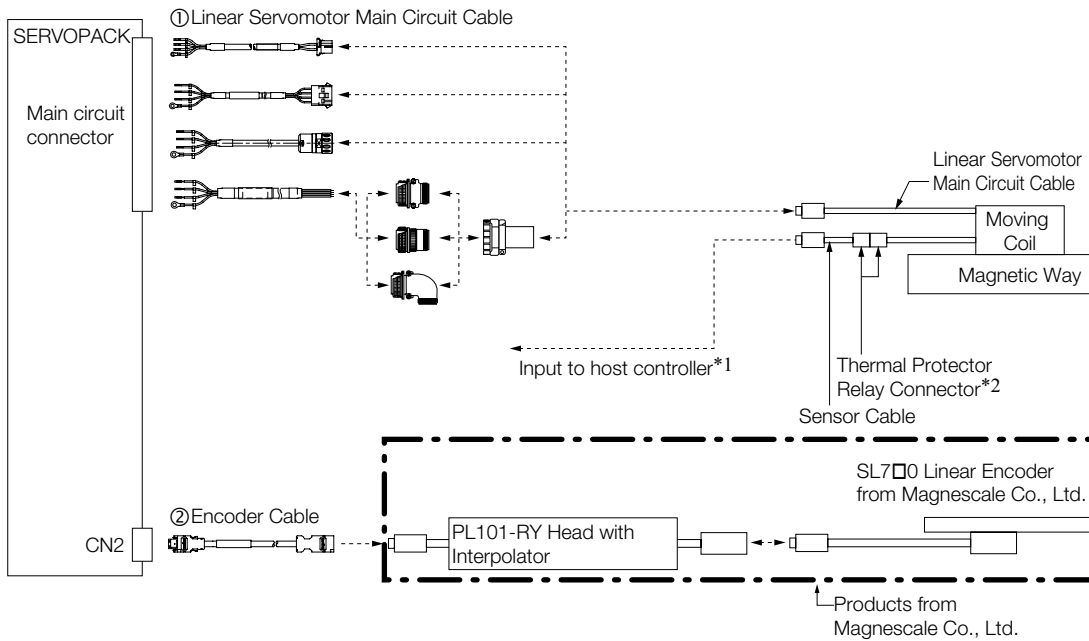 ①Linear Servomotor Main Circuit Cable
SERVOPACK
Main circuit
connector
Linear Servomotor
Main Circuit Cable
Moving
Coil
Magnetic Way
Input to host controller*1
Thermal Protector
Relay Connector*2
Sensor Cable
SL7□0 Linear Encoder
from Magnescale Co., Ltd.
②Encoder Cable
CN2
PL101-RY Head with
Interpolator
Products from
Magnescale Co., Ltd.